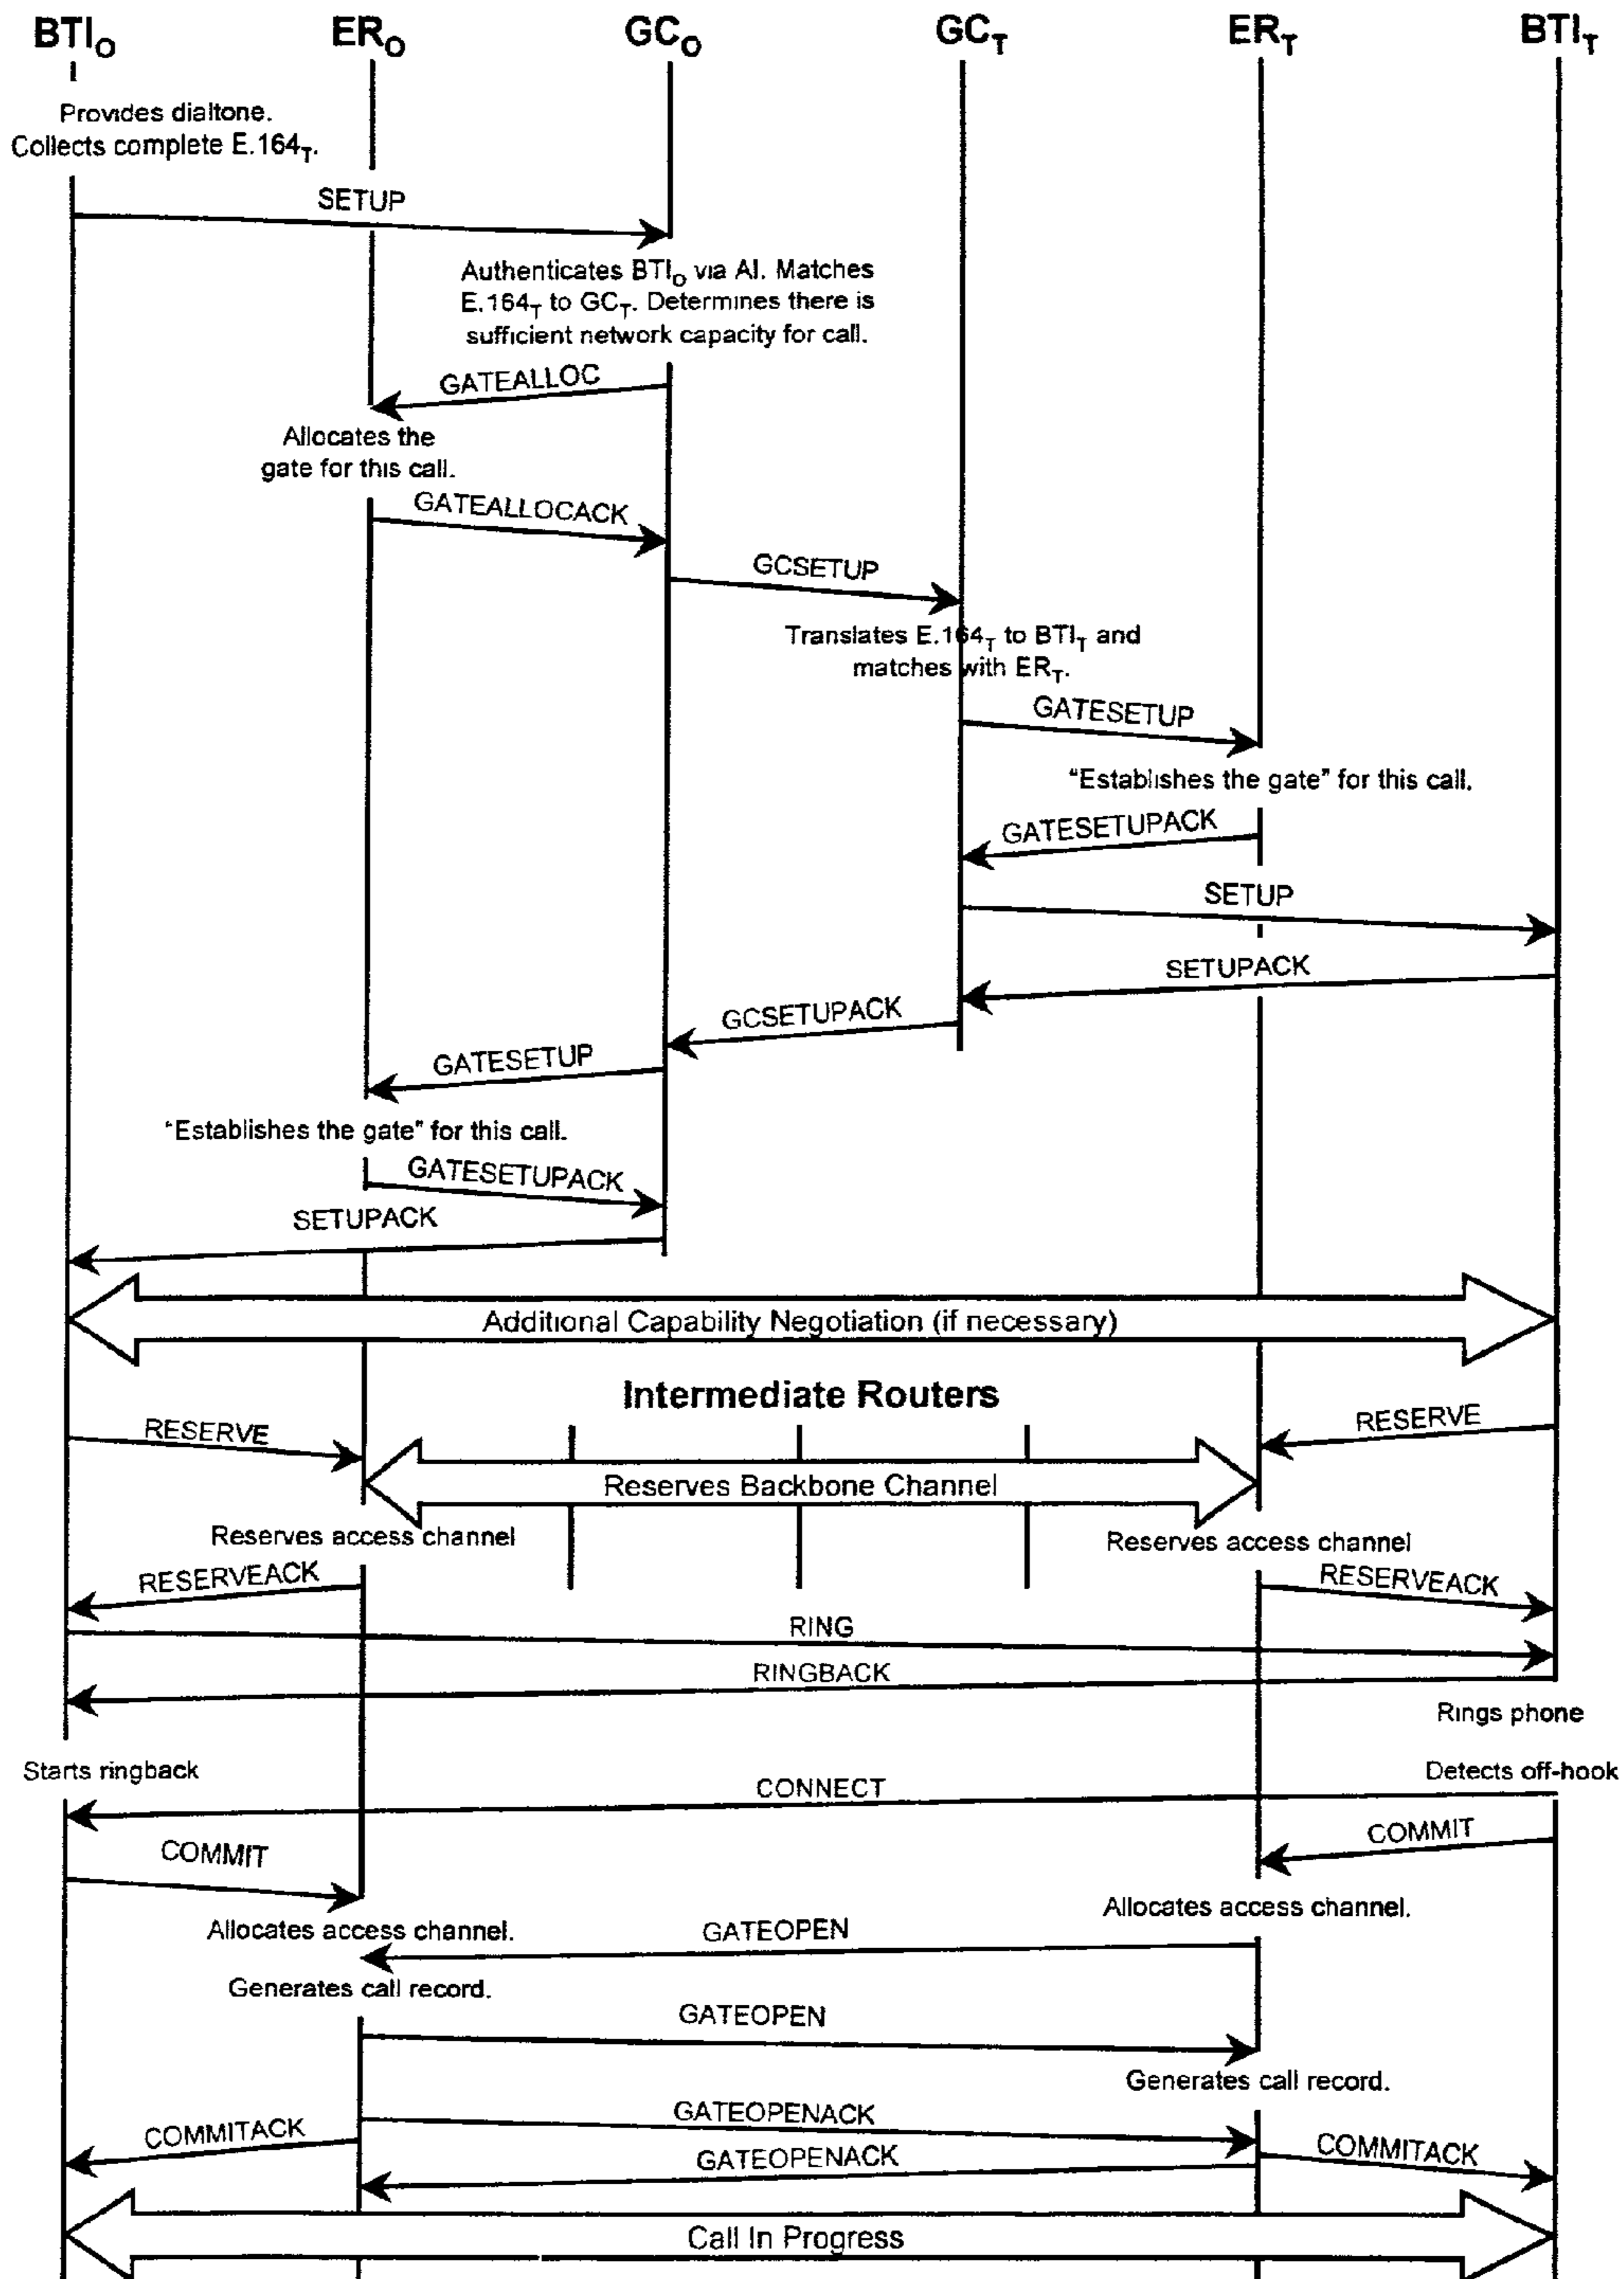 BTIO ERO GCO GCT ERT BTIT
Provides dialtone.
Collects complete E.164T.
SETUP
Authenticates BTIO via AI. Matches
E.164T to GCT. Determines there is
sufficient network capacity for call.
GATEALLOC
Allocates the
gate for this call.
GATEALLOCACK
GCSETUP
Translates E.164T to BTIT and
matches with ERT.
GATESETUP
"Establishes the gate" for this call.
GATESETUPACK
SETUP
SETUPACK
GCSETUPACK
GATESETUP
"Establishes the gate" for this call.
GATESETUPACK
SETUPACK
Additional Capability Negotiation (if necessary)
Intermediate Routers
RESERVE
RESERVE
Reserves Backbone Channel
Reserves access channel
Reserves access channel
RESERVEACK
RESERVEACK
RING
RINGBACK
Rings phone
Starts ringback
Detects off-hook
CONNECT
COMMIT
COMMIT
Allocates access channel.
Allocates access channel.
GATEOPEN
Generates call record.
GATEOPEN
Generates call record.
GATEOPENACK
COMMITACK
COMMITACK
GATEOPENACK
Call In Progress